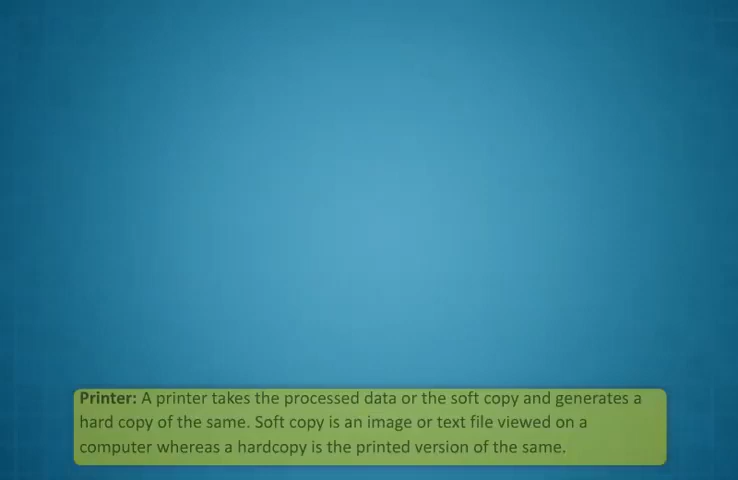 Printer: A printer takes the processed data or the soft copy and generates a
hard copy of the same. Soft copy is an image or text file viewed on a
computer whereas a hardcopy is the printed version of the same.